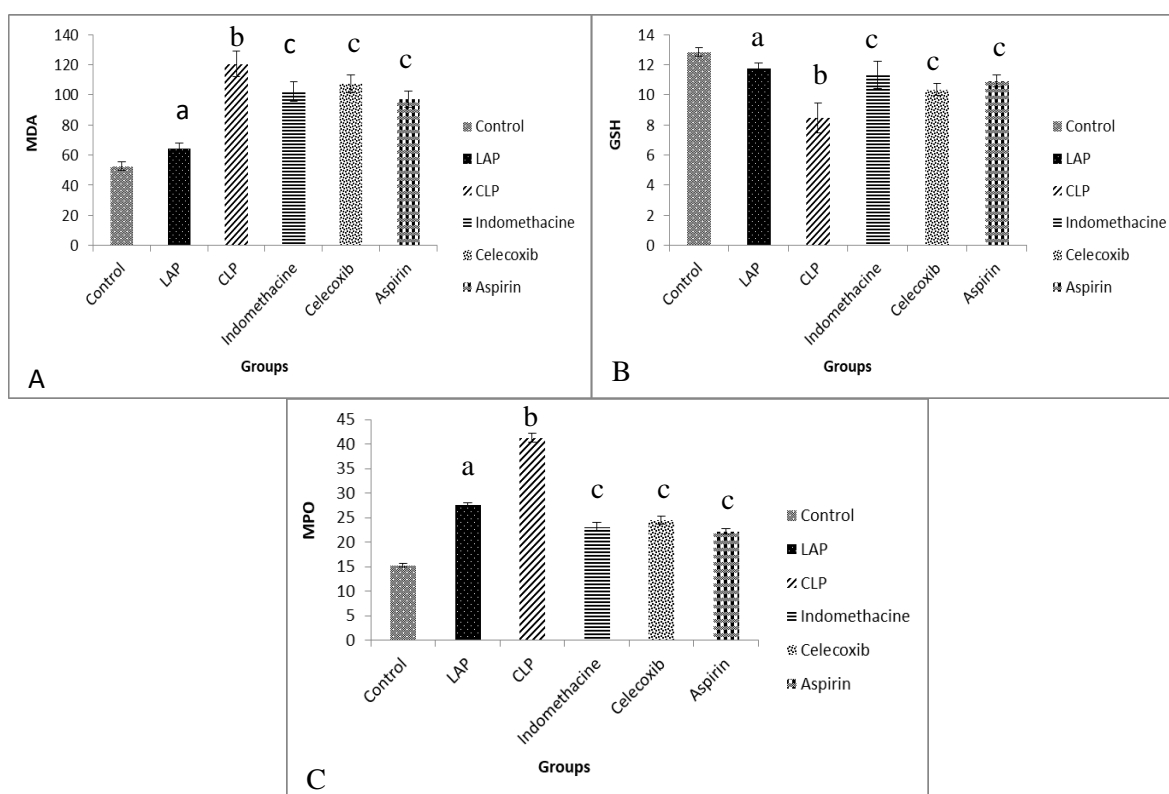 140
120
100
80
60
40
20
0
MDA
a
b
c
c
c
Control
LAP
CLP
Indomethacine
Celecoxib
Aspirin
Groups
Control
LAP
CLP
Indomethacine
Celecoxib
Aspirin
A
14
12
10
8
6
4
2
0
GSH
a
b
c
c
c
Control
LAP
CLP
Indomethacine
Celecoxib
Aspirin
Groups
Control
LAP
CLP
Indomethacine
Celecoxib
Aspirin
B
45
40
35
30
25
20
15
10
5
0
MPO
a
b
c
c
c
Control
LAP
CLP
Indomethacine
Celecoxib
Aspirin
Groups
Control
LAP
CLP
Indomethacine
Celecoxib
Aspirin
C